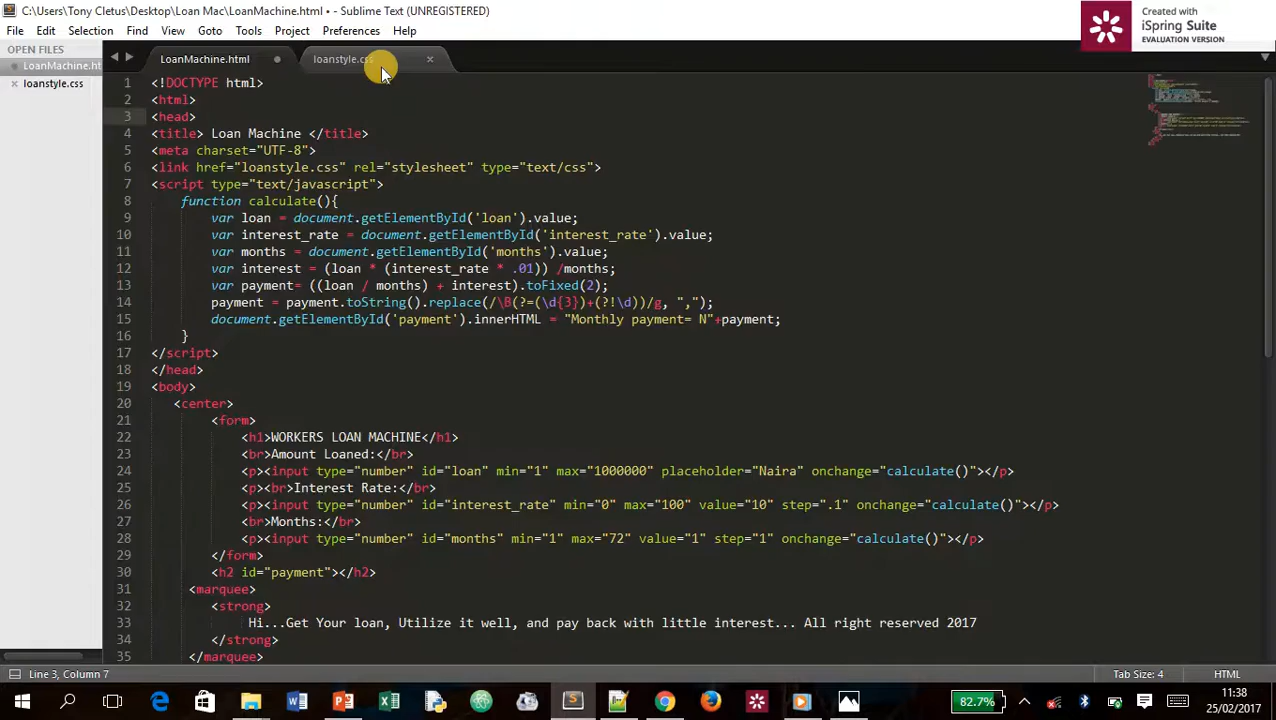 C:\Users\Tony Cletus\Desktop\Loan Mac\LoanMachine.html • - Sublime Text (UNREGISTERED)
Created with
iSpring Suite
EVALUATION VERSION
File Edit Selection Find View Goto Tools Project Preferences Help
OPEN FILES
LoanMachine.ht
loanstyle.css
LoanMachine.html
loanstyle.css
1 <!DOCTYPE html>
2 <html>
3 <head>
4 <title> Loan Machine </title>
5 <meta charset="UTF-8">
6 <link href="loanstyle.css" rel="stylesheet" type="text/css">
7 <script type="text/javascript">
8 function calculate(){
9 var loan = document.getElementById('loan').value;
10 var interest_rate = document.getElementById('interest_rate').value;
11 var months = document.getElementById('months').value;
12 var interest = (loan * (interest_rate * .01)) /months;
13 var payment= ((loan / months) + interest).toFixed(2);
14 payment = payment.toString().replace(/\B(?=(\d{3})+(?!\d))/g, ",");
15 document.getElementById('payment').innerHTML = "Monthly payment= N"+payment;
16 }
17 </script>
18 </head>
19 <body>
20 <center>
21 <form>
22 <h1>WORKERS LOAN MACHINE</h1>
23 <br>Amount Loaned:</br>
24 <p><input type="number" id="loan" min="1" max="1000000" placeholder="Naira" onchange="calculate()"></p>
25 <p><br>Interest Rate:</br>
26 <p><input type="number" id="interest_rate" min="0" max="100" value="10" step=".1" onchange="calculate()"></p>
27 <br>Months:</br>
28 <p><input type="number" id="months" min="1" max="72" value="1" step="1" onchange="calculate()"></p>
29 </form>
30 <h2 id="payment"></h2>
31 <marquee>
32 <strong>
33 Hi...Get Your loan, Utilize it well, and pay back with little interest... All right reserved 2017
34 </strong>
35 </marquee>
Line 3, Column 7
Tab Size: 4
HTML
82.7%
11:38
25/02/2017